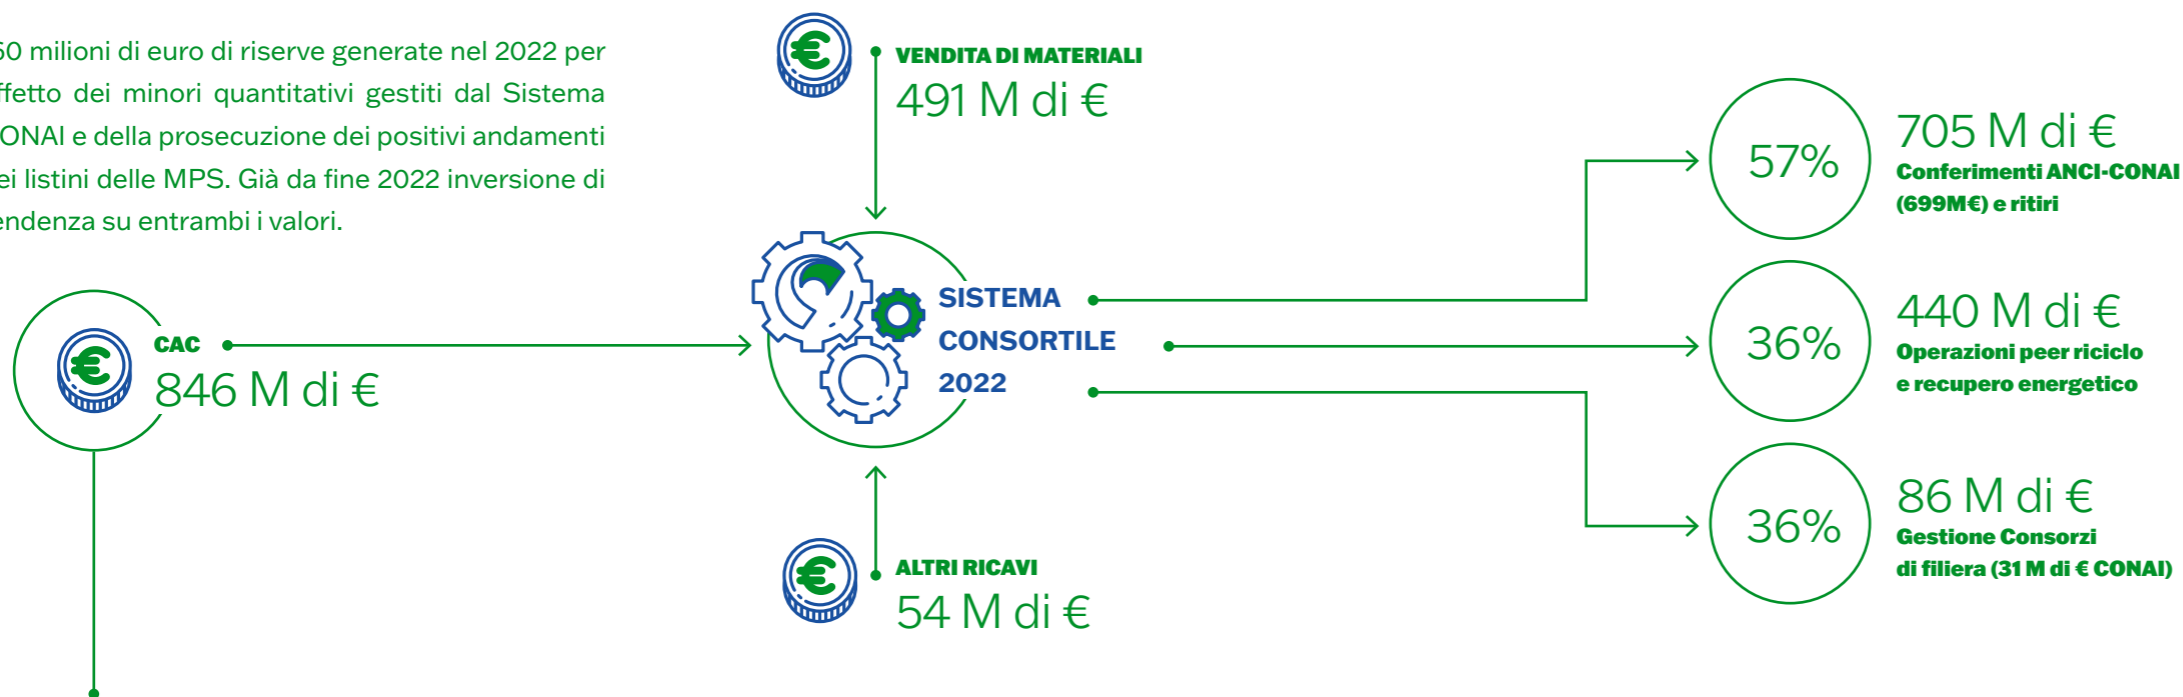 60 milioni di euro di riserve generate nel 2022 per
ffetto dei minori quantitativi gestiti dal Sistema
ONAI e della prosecuzione dei positivi andamenti
ei listini delle MPS. Già da fine 2022 inversione di
endenza su entrambi i valori.
VENDITA DI MATERIALI
491 M di €
CAC
846 M di €
SISTEMA
CONSORTILE
2022
ALTRI RICAVI
54 M di €
57%
705 M di €
Conferimenti ANCI-CONAI
(699M€) e ritiri
36%
440 M di €
Operazioni peer riciclo
e recupero energetico
36%
86 M di €
Gestione Consorzi
di filiera (31 M di € CONAI)